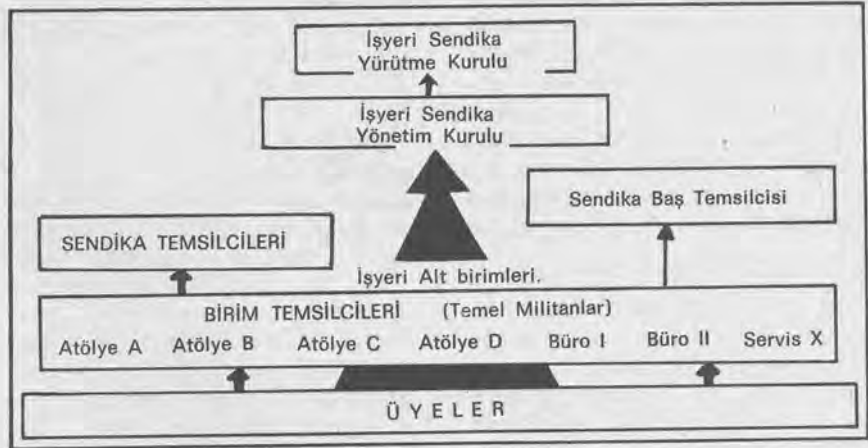 İşyeri Sendika
Yürütme Kurulu
İşyeri Sendika
Yönetim Kurulu
Sendika Baş Temsilcisi
SENDİKA TEMSİLCİLERİ
İşyeri Alt birimleri.
BİRİM TEMSİLCİLERİ (Temel Militanlar)
Atölye A Atölye B Atölye C Atölye D Büro I Büro II Servis X
ÜYELER